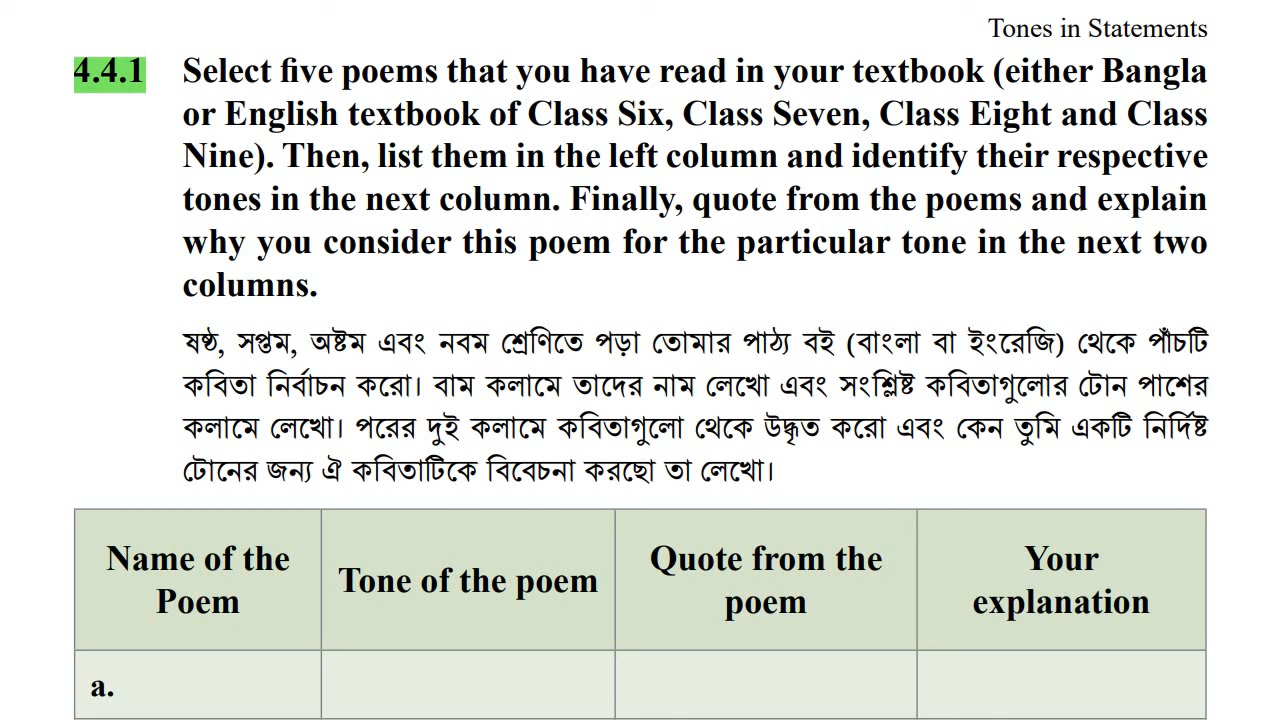 Tones in Statements
4.4.1 Select five poems that you have read in your textbook (either Bangla
or English textbook of Class Six, Class Seven, Class Eight and Class
Nine). Then, list them in the left column and identify their respective
tones in the next column. Finally, quote from the poems and explain
why you consider this poem for the particular tone in the next two
columns.
ষষ্ঠ, সপ্তম, অষ্টম এবং নবম শ্রেণিতে পড়া তোমার পাঠ্য বই (বাংলা বা ইংরেজি) থেকে পাঁচটি
কবিতা নির্বাচন করো। বাম কলামে তাদের নাম লেখো এবং সংশ্লিষ্ট কবিতাগুলোর টোন পাশের
কলামে লেখো। পরের দুই কলামে কবিতাগুলো থেকে উদ্ধৃত করো এবং কেন তুমি একটি নির্দিষ্ট
টোনের জন্য ঐ কবিতাটিকে বিবেচনা করছো তা লেখো।
Name of the
Poem
Tone of the poem
Quote from the
poem
Your
explanation
a.